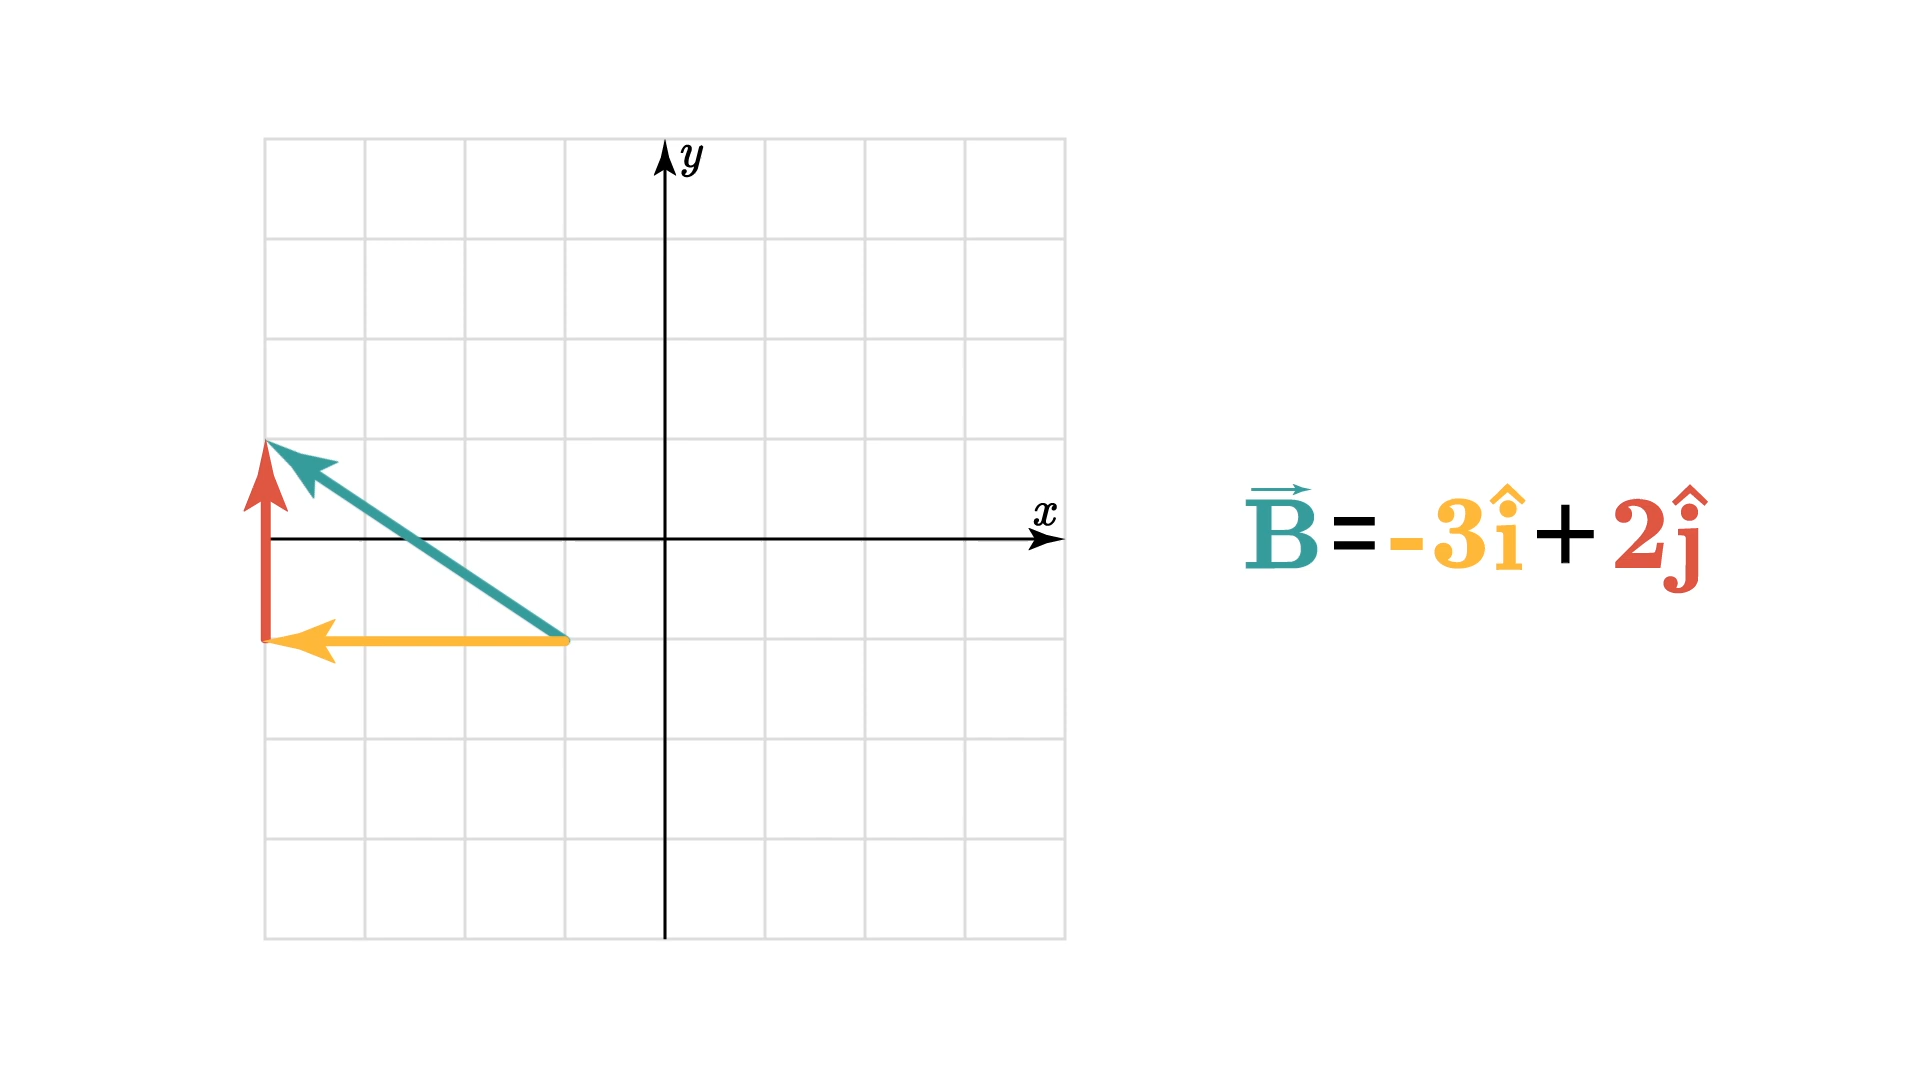 y
x
B⃗ = -3î + 2ĵ